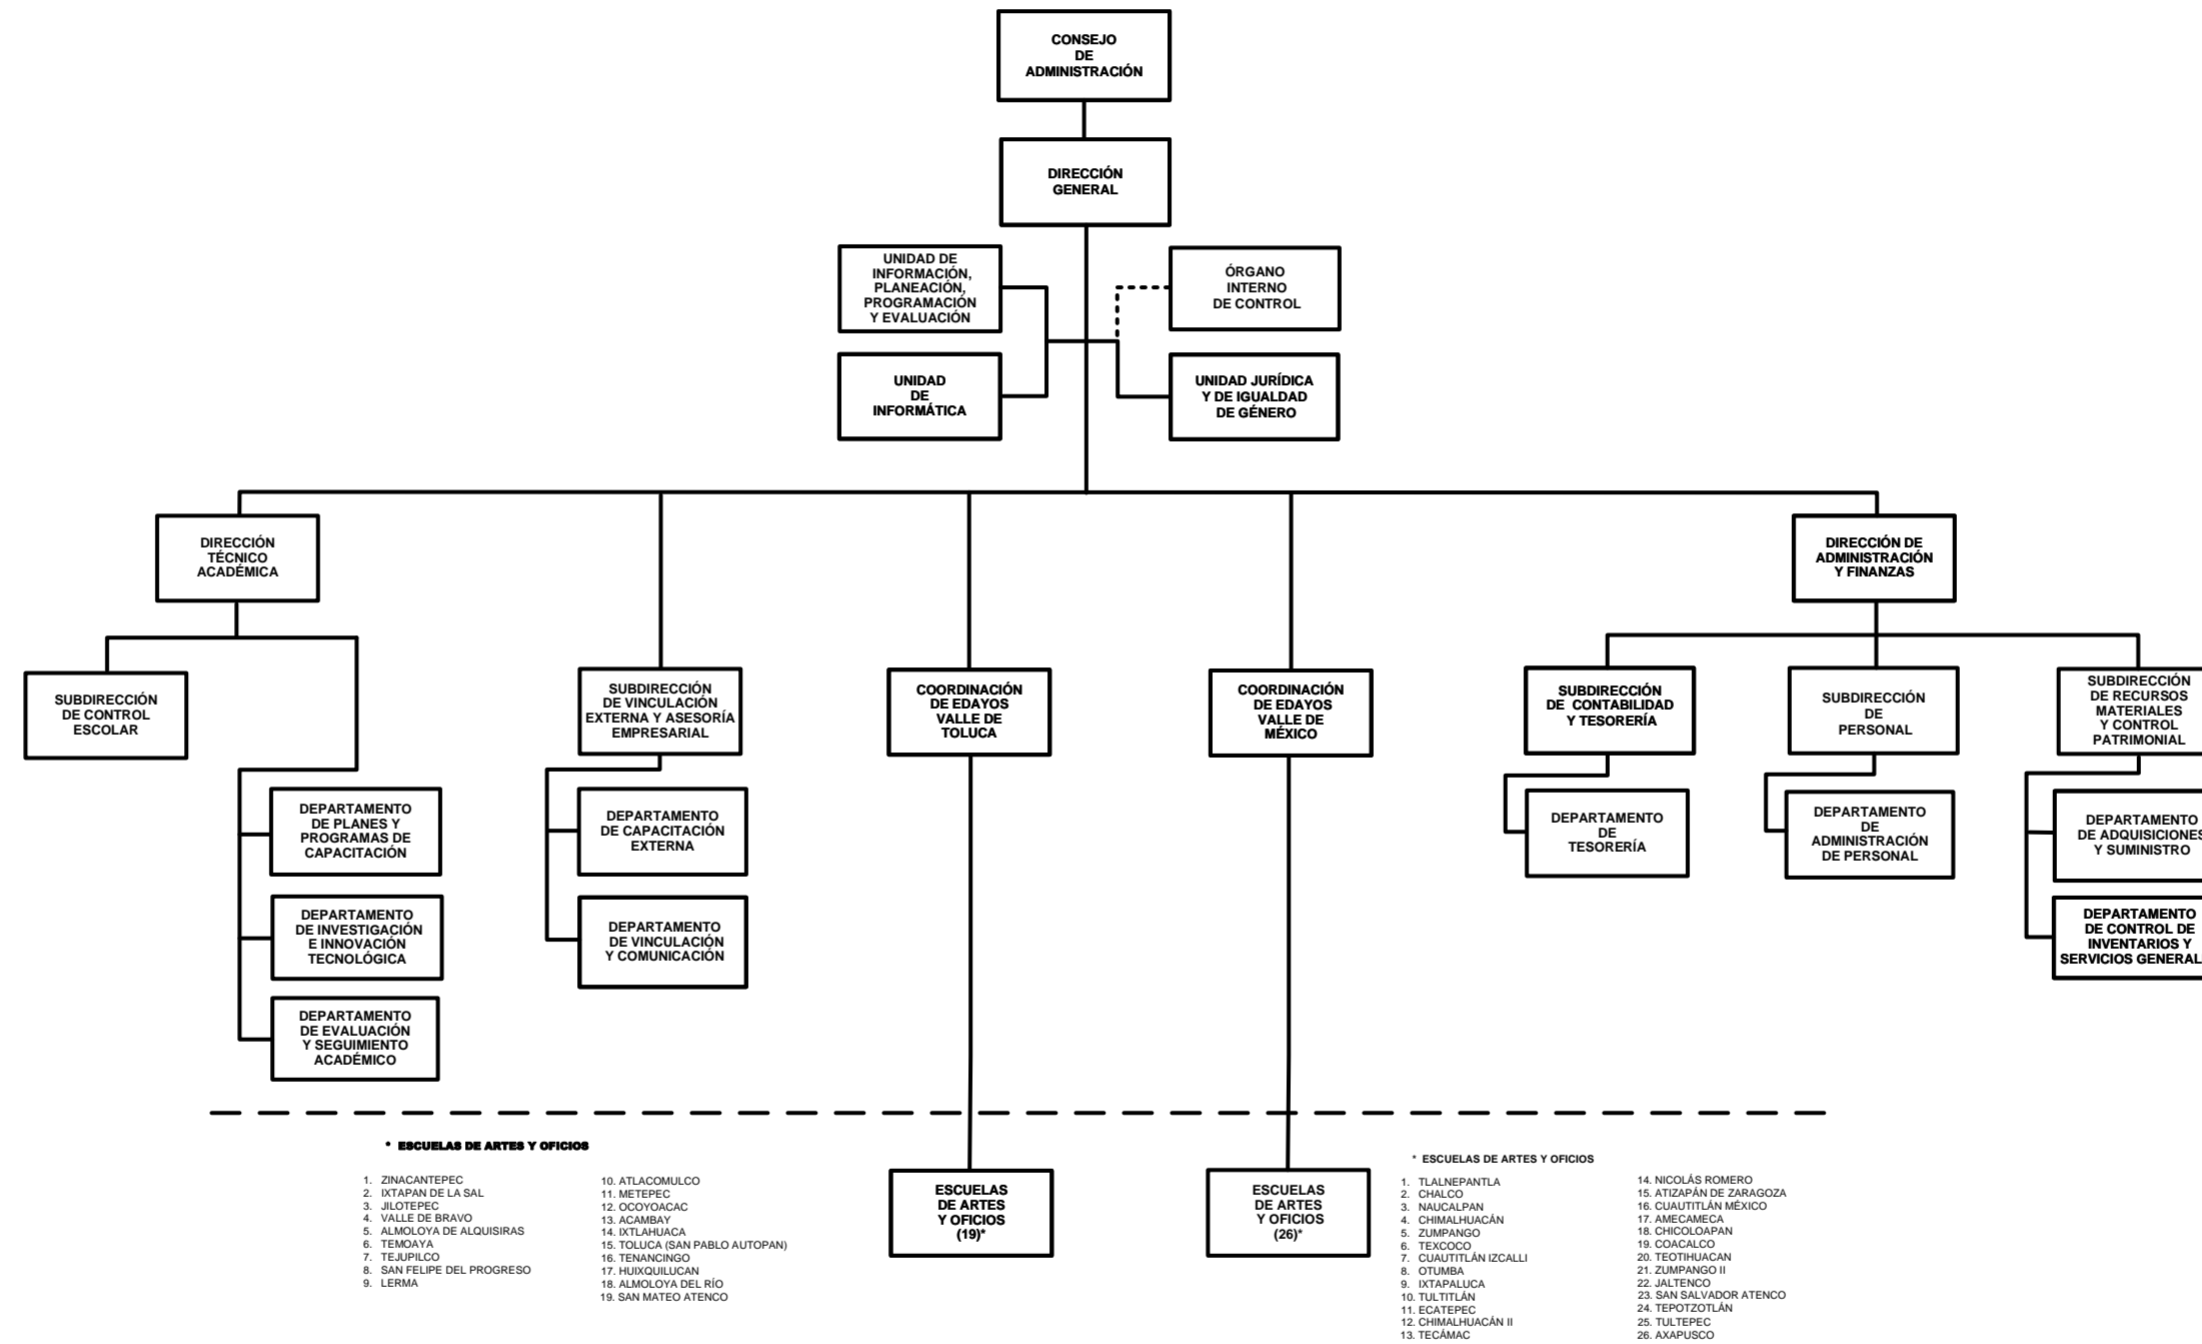 CONSEJO
DE
ADMINISTRACIÓN
DIRECCIÓN
GENERAL
UNIDAD DE
INFORMACIÓN,
PLANEACIÓN,
PROGRAMACIÓN
Y EVALUACIÓN
ÓRGANO
INTERNO
DE CONTROL
UNIDAD
DE
INFORMÁTICA
UNIDAD JURÍDICA
Y DE IGUALDAD
DE GÉNERO
DIRECCIÓN
TÉCNICO
ACADÉMICA
DIRECCIÓN DE
ADMINISTRACIÓN
Y FINANZAS
SUBDIRECCIÓN
DE CONTROL
ESCOLAR
SUBDIRECCIÓN
DE VINCULACIÓN
EXTERNA Y ASESORÍA
EMPRESARIAL
COORDINACIÓN
DE EDAYOS
VALLE DE
TOLUCA
COORDINACIÓN
DE EDAYOS
VALLE DE
MÉXICO
SUBDIRECCIÓN
DE CONTABILIDAD
Y TESORERÍA
SUBDIRECCIÓN
DE
PERSONAL
SUBDIRECCIÓN
DE RECURSOS
MATERIALES
Y CONTROL
PATRIMONIAL
DEPARTAMENTO
DE PLANES Y
PROGRAMAS DE
CAPACITACIÓN
DEPARTAMENTO
DE CAPACITACIÓN
EXTERNA
DEPARTAMENTO
DE
TESORERÍA
DEPARTAMENTO
DE
ADMINISTRACIÓN
DE PERSONAL
DEPARTAMENTO
DE ADQUISICIONES
Y SUMINISTRO
DEPARTAMENTO
DE INVESTIGACIÓN
E INNOVACIÓN
TECNOLÓGICA
DEPARTAMENTO
DE VINCULACIÓN
Y COMUNICACIÓN
DEPARTAMENTO
DE CONTROL DE
INVENTARIOS Y
SERVICIOS GENERAL
DEPARTAMENTO
DE EVALUACIÓN
Y SEGUIMIENTO
ACADÉMICO
* ESCUELAS DE ARTES Y OFICIOS
1. ZINACANTEPEC
2. IXTAPAN DE LA SAL
3. JILOTEPEC
4. VALLE DE BRAVO
5. ALMOLOYA DE ALQUISIRAS
6. TEMOAYA
7. TEJUPILCO
8. SAN FELIPE DEL PROGRESO
9. LERMA
10. ATLACOMULCO
11. METEPEC
12. OCOYOACAC
13. ACAMBAY
14. IXTLAHUACA
15. TOLUCA (SAN PABLO AUTOPAN)
16. TENANCINGO
17. HUIXQUILUCAN
18. ALMOLOYA DEL RÍO
19. SAN MATEO ATENCO
ESCUELAS
DE ARTES
Y OFICIOS
(19)*
ESCUELAS
DE ARTES
Y OFICIOS
(26)*
* ESCUELAS DE ARTES Y OFICIOS
1. TLALNEPANTLA
2. CHALCO
3. NAUCALPAN
4. CHIMALHUACÁN
5. ZUMPANGO
6. TEXCOCO
7. CUAUTITLÁN IZCALLI
8. OTUMBA
9. IXTAPALUCA
10. TULTITLÁN
11. ECATEPEC
12. CHIMALHUACÁN II
13. TECÁMAC
14. NICOLÁS ROMERO
15. ATIZAPÁN DE ZARAGOZA
16. CUAUTITLÁN MÉXICO
17. AMECAMECA
18. CHICOLOAPAN
19. COACALCO
20. TEOTIHUACAN
21. ZUMPANGO II
22. JALTENCO
23. SAN SALVADOR ATENCO
24. TEPOTZOTLÁN
25. TULTEPEC
26. AXAPUSCO